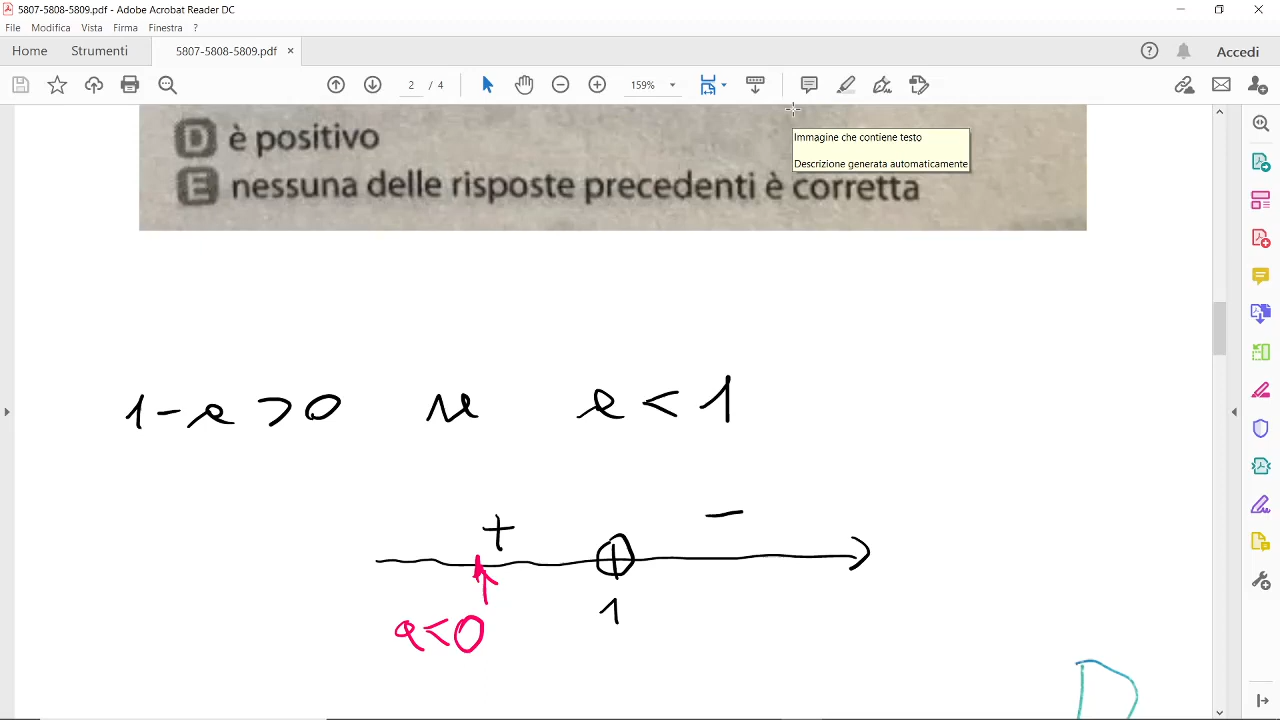 5807-5808-5809.pdf - Adobe Acrobat Reader DC
File Modifica Vista Firma Finestra ?
Home Strumenti 5807-5808-5809.pdf × Accedi
2 / 4 159%
D è positivo
Immagine che contiene testo
Descrizione generata automaticamente
E nessuna delle risposte precedenti è corretta
1-a>0 se a<1
+ −
1
a<0
D